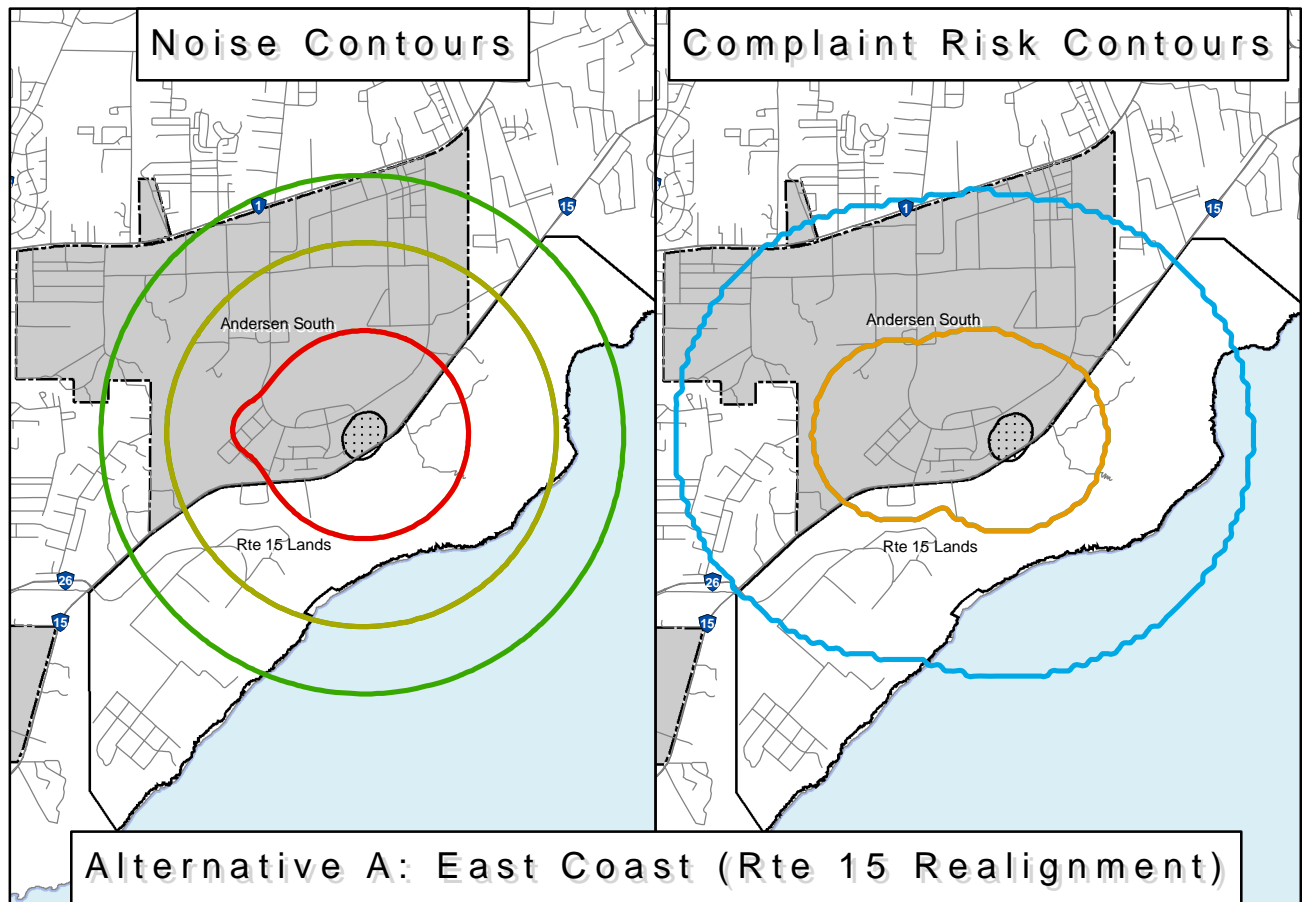 Noise Contours
Complaint Risk Contours
1
15
1
15
Andersen South
Andersen South
Rte 15 Lands
Rte 15 Lands
26
26
15
15
Alternative A: East Coast (Rte 15 Realignment)